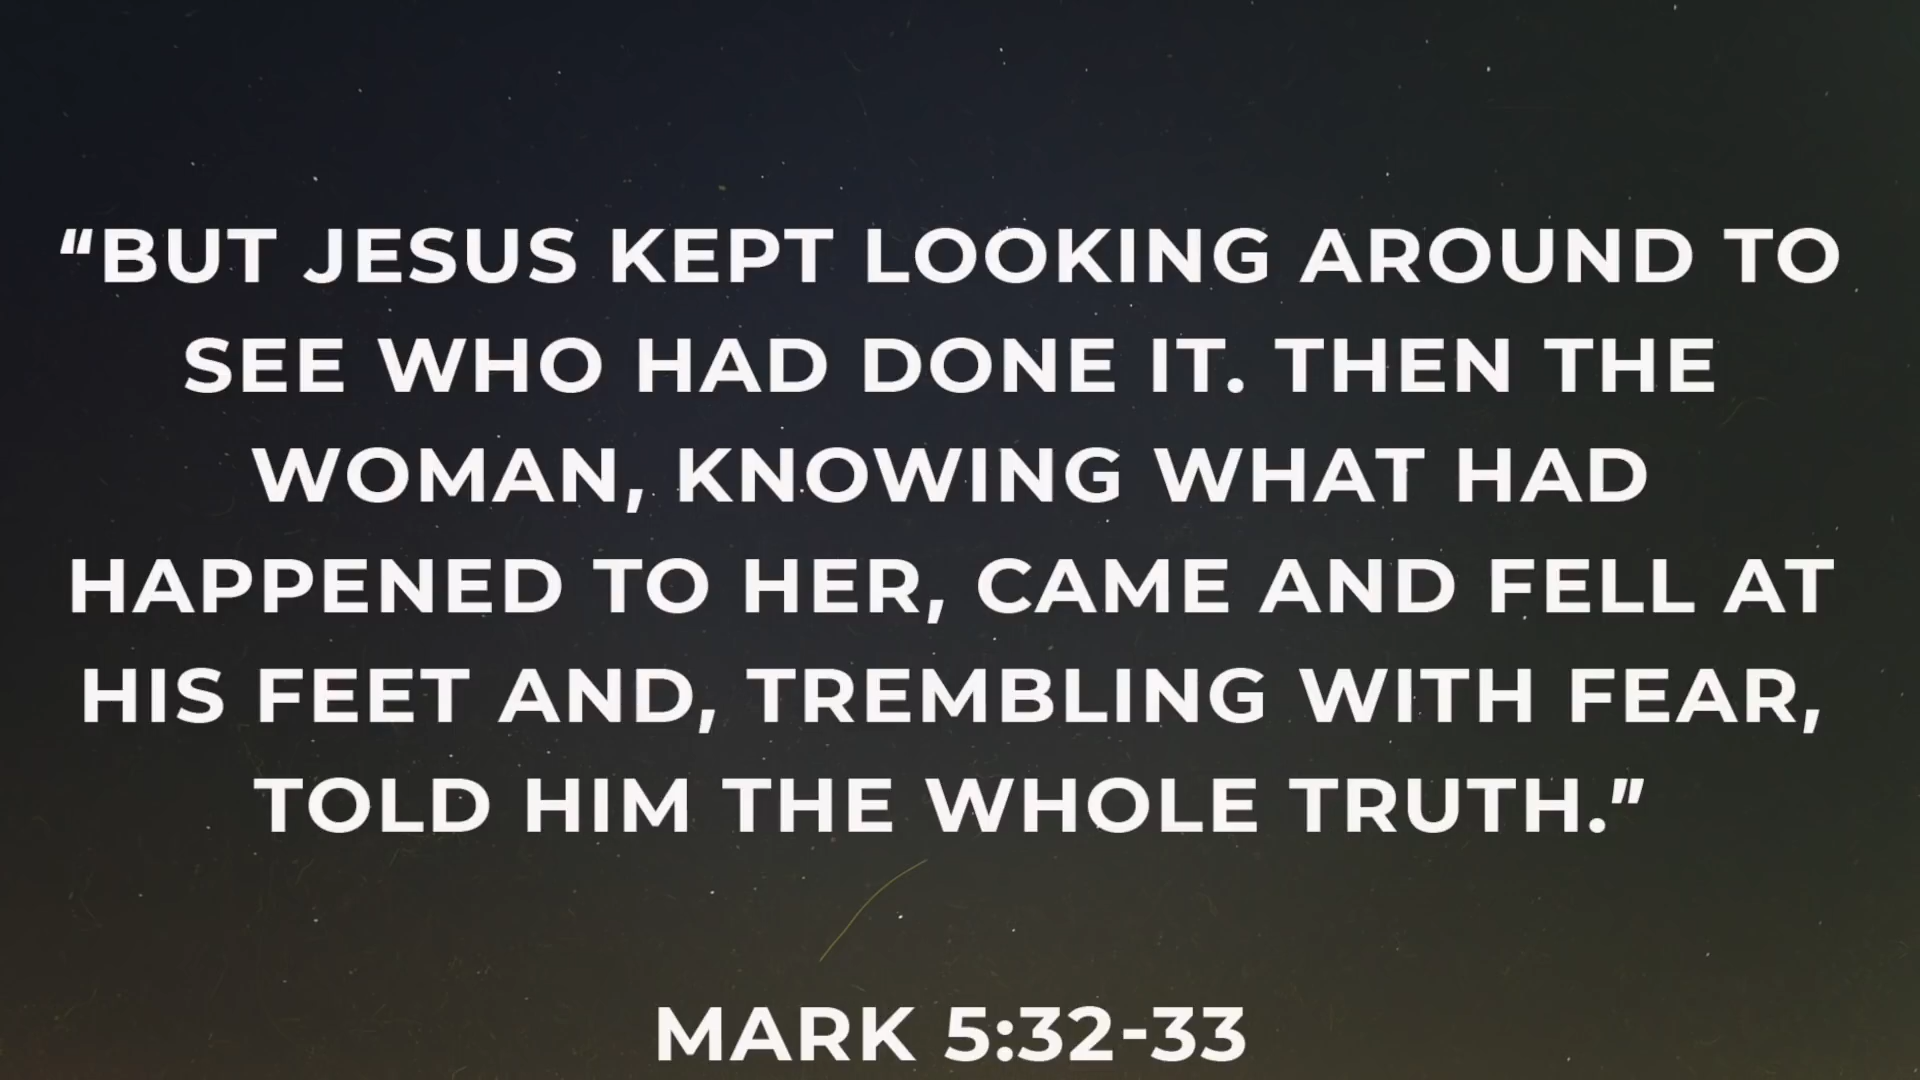 “BUT JESUS KEPT LOOKING AROUND TO
SEE WHO HAD DONE IT. THEN THE
WOMAN, KNOWING WHAT HAD
HAPPENED TO HER, CAME AND FELL AT
HIS FEET AND, TREMBLING WITH FEAR,
TOLD HIM THE WHOLE TRUTH.”
MARK 5:32-33